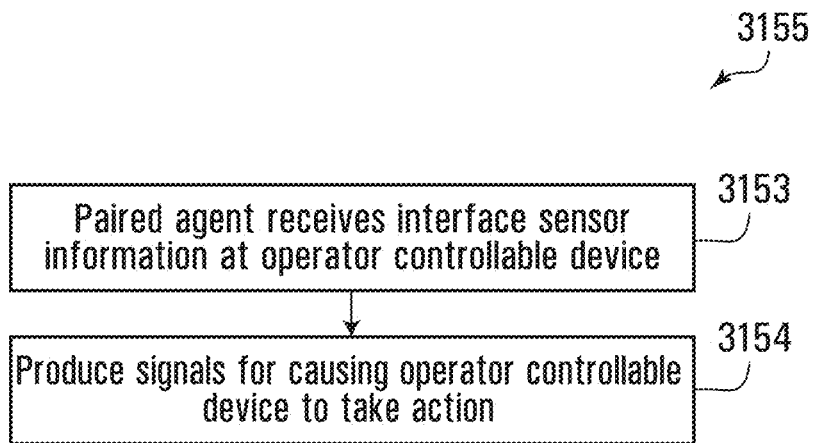 3155
3153
Paired agent receives interface sensor
information at operator controllable device
3154
Produce signals for causing operator controllable
device to take action